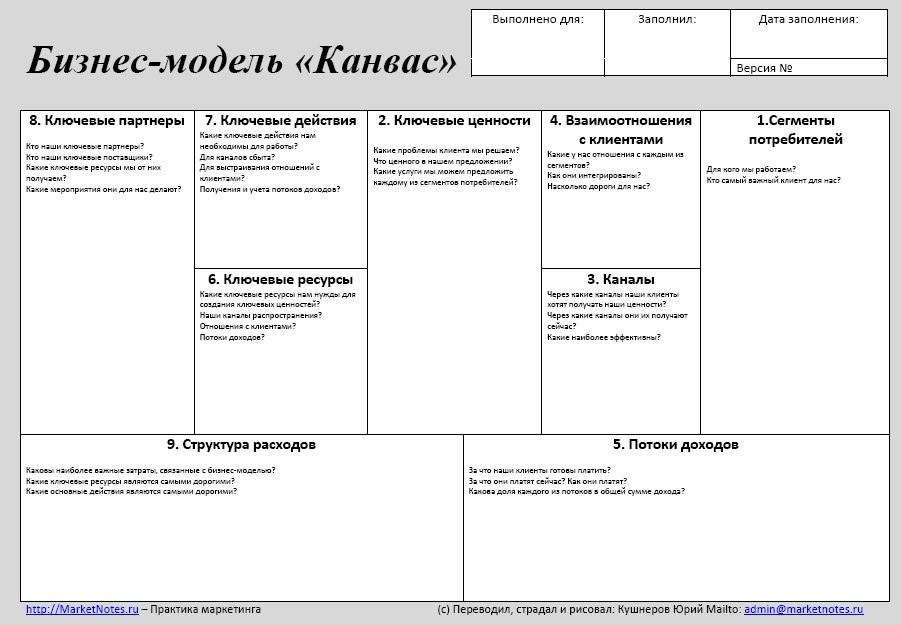 Бизнес-модель «Канвас»
Выполнено для:
Заполнил:
Дата заполнения:
Версия №
8. Ключевые партнеры
Кто наши ключевые партнеры?
Кто наши ключевые поставщики?
Какие ключевые ресурсы мы от них
получаем?
Какие мероприятия они для нас делают?
7. Ключевые действия
Какие ключевые действия нам
необходимы для работы?
Для каналов сбыта?
Для выстраивания отношений с
клиентами?
Получения и учета потоков доходов?
6. Ключевые ресурсы
Какие ключевые ресурсы нам нужды для
создания ключевых ценностей?
Наши каналы распространения?
Отношения с клиентами?
Потоки доходов?
2. Ключевые ценности
Какие проблемы клиента мы решаем?
Что ценного в нашем предложении?
Какие услуги мы можем предложить
каждому из сегментов потребителей?
4. Взаимоотношения
с клиентами
Какие у нас отношения с каждым из
сегментов?
Как они интегрированы?
Насколько дороги для нас?
3. Каналы
Через какие каналы наши клиенты
хотят получать наши ценности?
Через какие каналы они их получают
сейчас?
Какие наиболее эффективны?
1.Сегменты
потребителей
Для кого мы работаем?
Кто самый важный клиент для нас?
9. Структура расходов
Каковы наиболее важные затраты, связанные с бизнес-моделью?
Какие ключевые ресурсы являются самыми дорогими?
Какие основные действия являются самыми дорогими?
5. Потоки доходов
За что наши клиенты готовы платить?
За что они платят сейчас? Как они платят?
Какова доля каждого из потоков в общей сумме дохода?
http://MarketNotes.ru – Практика маркетинга
(c) Переводил, страдал и рисовал: Кушнеров Юрий Mailto: admin@marketnotes.ru